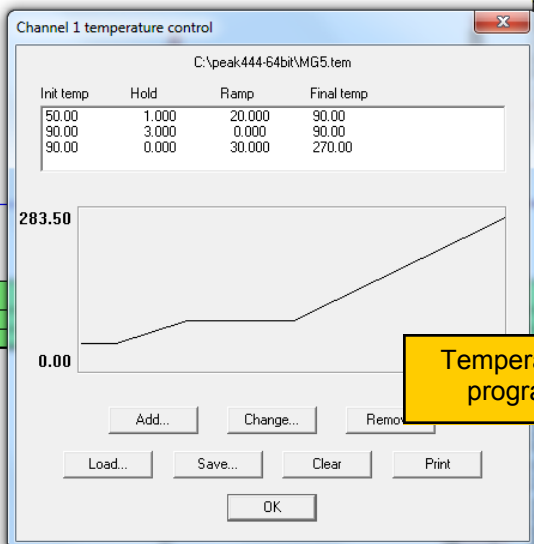 Channel 1 temperature control
C:\peak444-64bit\MG5.tem
Init temp Hold Ramp Final temp
50.00 1.000 20.000 90.00
90.00 3.000 0.000 90.00
90.00 0.000 30.000 270.00
283.50
0.00
Add... Change...
Load... Save... Clear Print
OK